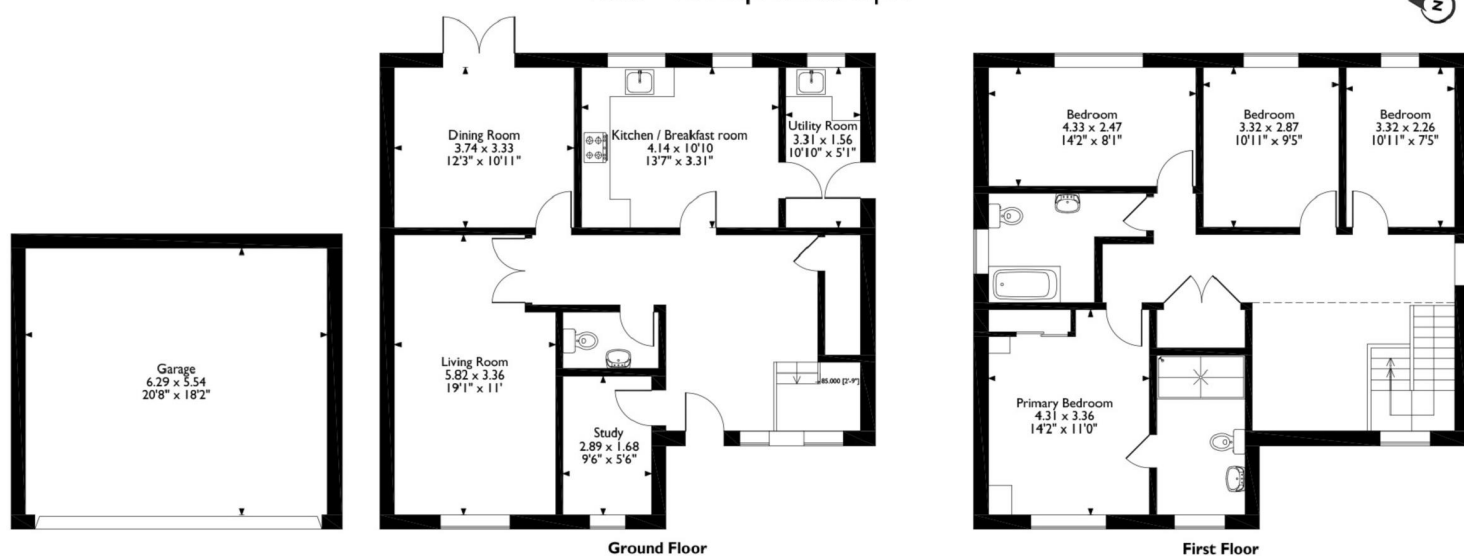 N
Dining Room
3.74 x 3.33
12'3" x 10'11"
Kitchen / Breakfast room
4.14 x 10'10
13'7" x 3.31"
Utility Room
3.31 x 1.56
10'10" x 5'1"
Garage
6.29 x 5.54
20'8" x 18'2"
Living Room
5.82 x 3.36
19'1" x 11'
Study
2.89 x 1.68
9'6" x 5'6"
85.000 [2'-9"]
Ground Floor
Bedroom
4.33 x 2.47
14'2" x 8'1"
Bedroom
3.32 x 2.87
10'11" x 9'5"
Bedroom
3.32 x 2.26
10'11" x 7'5"
Primary Bedroom
4.31 x 3.36
14'2" x 11'0"
First Floor